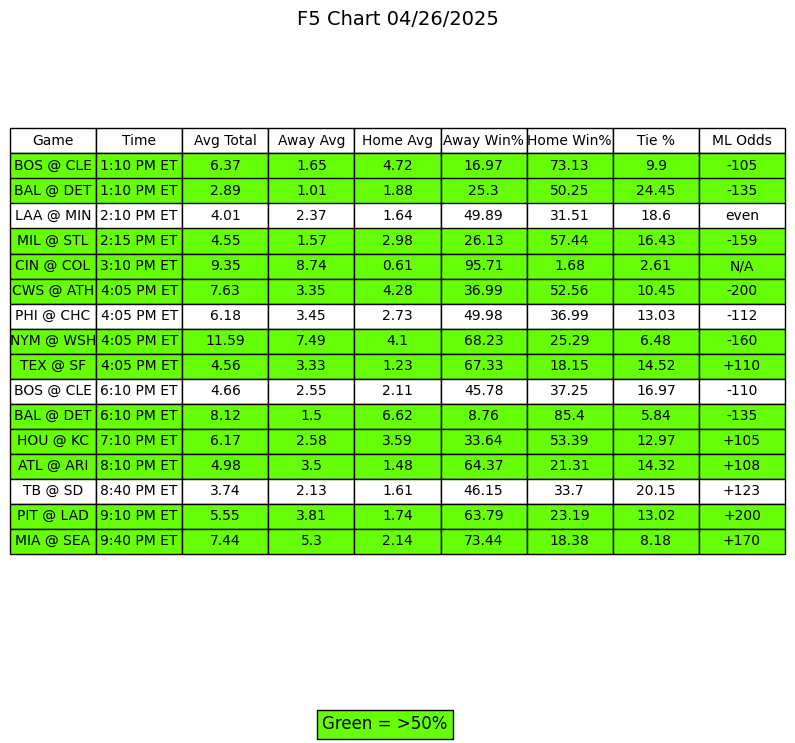 F5 Chart 04/26/2025
Game Time Avg Total Away Avg Home Avg Away Win% Home Win% Tie % ML Odds
BOS @ CLE 1:10 PM ET 6.37 1.65 4.72 16.97 73.13 9.9 -105
BAL @ DET 1:10 PM ET 2.89 1.01 1.88 25.3 50.25 24.45 -135
LAA @ MIN 2:10 PM ET 4.01 2.37 1.64 49.89 31.51 18.6 even
MIL @ STL 2:15 PM ET 4.55 1.57 2.98 26.13 57.44 16.43 -159
CIN @ COL 3:10 PM ET 9.35 8.74 0.61 95.71 1.68 2.61 N/A
CWS @ ATH 4:05 PM ET 7.63 3.35 4.28 36.99 52.56 10.45 -200
PHI @ CHC 4:05 PM ET 6.18 3.45 2.73 49.98 36.99 13.03 -112
NYM @ WSH 4:05 PM ET 11.59 7.49 4.1 68.23 25.29 6.48 -160
TEX @ SF 4:05 PM ET 4.56 3.33 1.23 67.33 18.15 14.52 +110
BOS @ CLE 6:10 PM ET 4.66 2.55 2.11 45.78 37.25 16.97 -110
BAL @ DET 6:10 PM ET 8.12 1.5 6.62 8.76 85.4 5.84 -135
HOU @ KC 7:10 PM ET 6.17 2.58 3.59 33.64 53.39 12.97 +105
ATL @ ARI 8:10 PM ET 4.98 3.5 1.48 64.37 21.31 14.32 +108
TB @ SD 8:40 PM ET 3.74 2.13 1.61 46.15 33.7 20.15 +123
PIT @ LAD 9:10 PM ET 5.55 3.81 1.74 63.79 23.19 13.02 +200
MIA @ SEA 9:40 PM ET 7.44 5.3 2.14 73.44 18.38 8.18 +170
Green = >50%